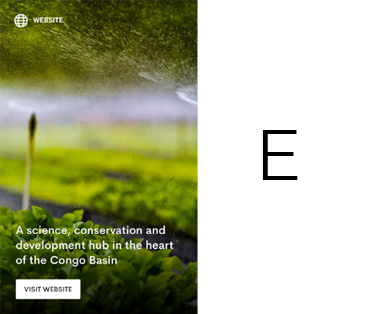 WEBSITE
A science, conservation and
development hub in the heart
of the Congo Basin
VISIT WEBSITE
E